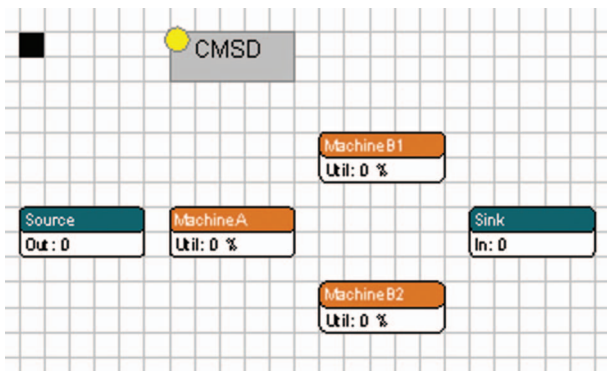 CMSD
MachineB1
Util: 0 %
Source
Out: 0
MachineA
Util: 0 %
Sink
In: 0
MachineB2
Util: 0 %